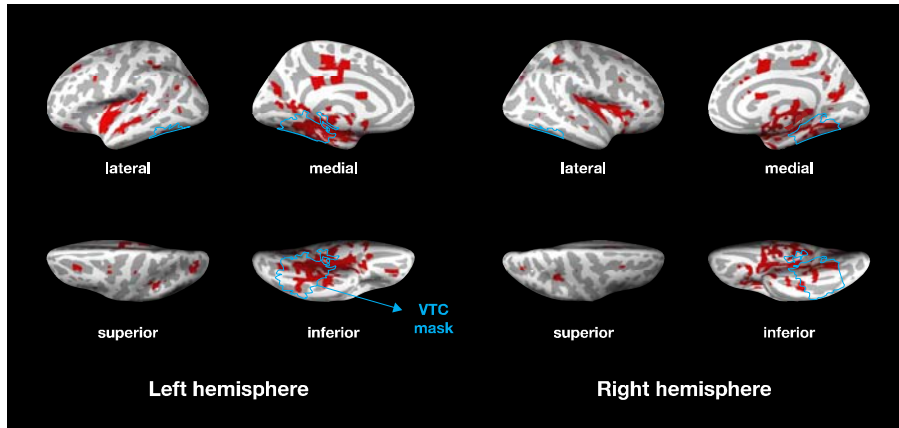 lateral
medial
lateral
medial
superior
inferior
VTC
mask
superior
inferior
Left hemisphere
Right hemisphere